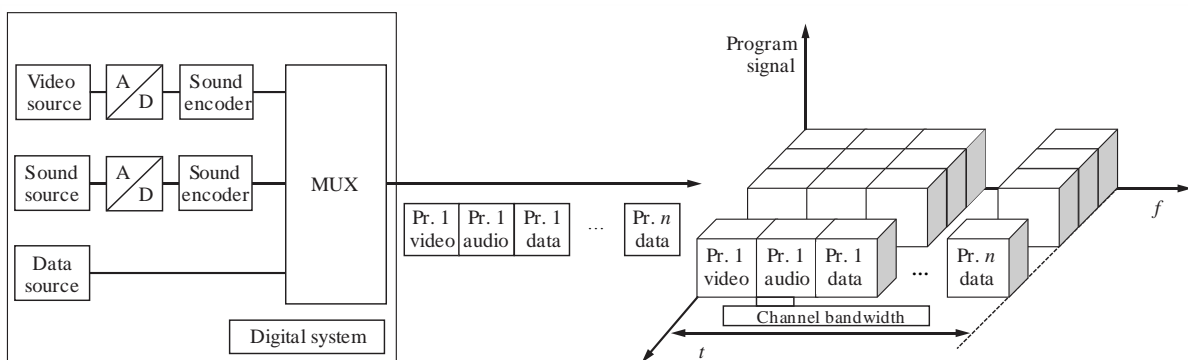 Video
source
A
D
Sound
encoder
Sound
source
A
D
Sound
encoder
Data
source
MUX
Digital system
Pr. 1
video
Pr. 1
audio
Pr. 1
data
...
Pr. n
data
Program
signal
f
Pr. 1
video
Pr. 1
audio
Pr. 1
data
...
Pr. n
data
Channel bandwidth
t